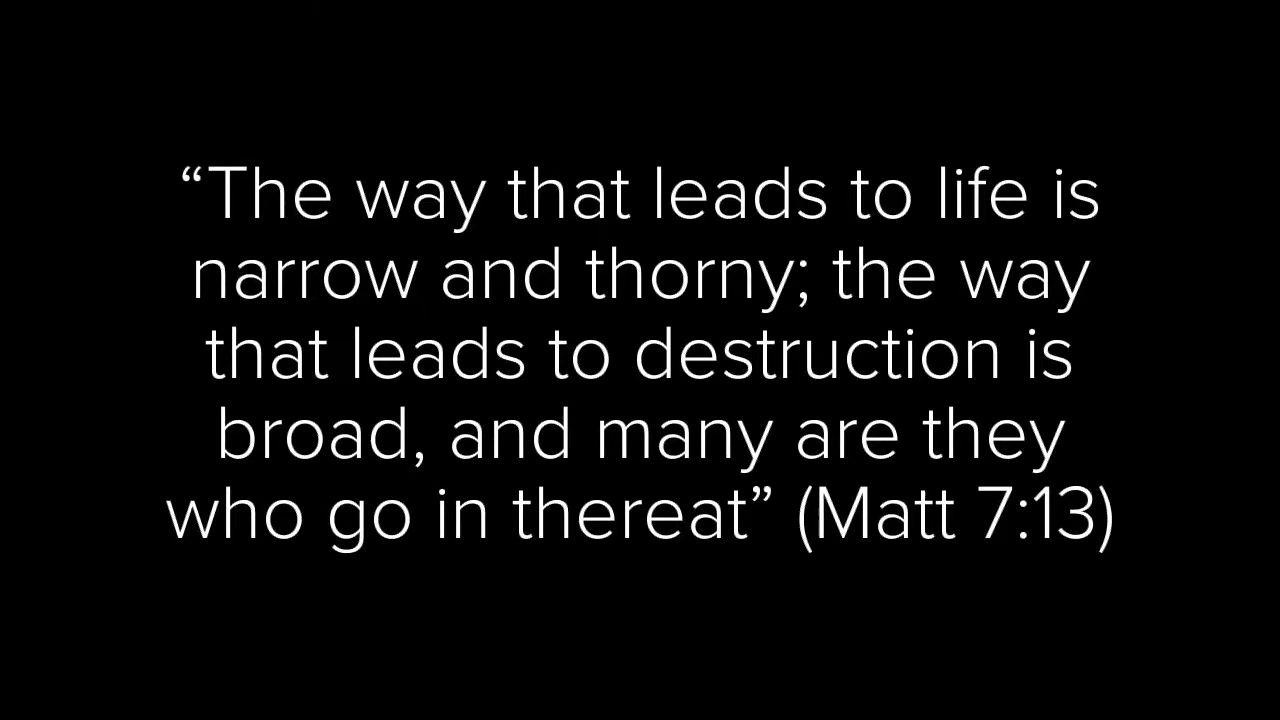 “The way that leads to life is
narrow and thorny; the way
that leads to destruction is
broad, and many are they
who go in thereat” (Matt 7:13)